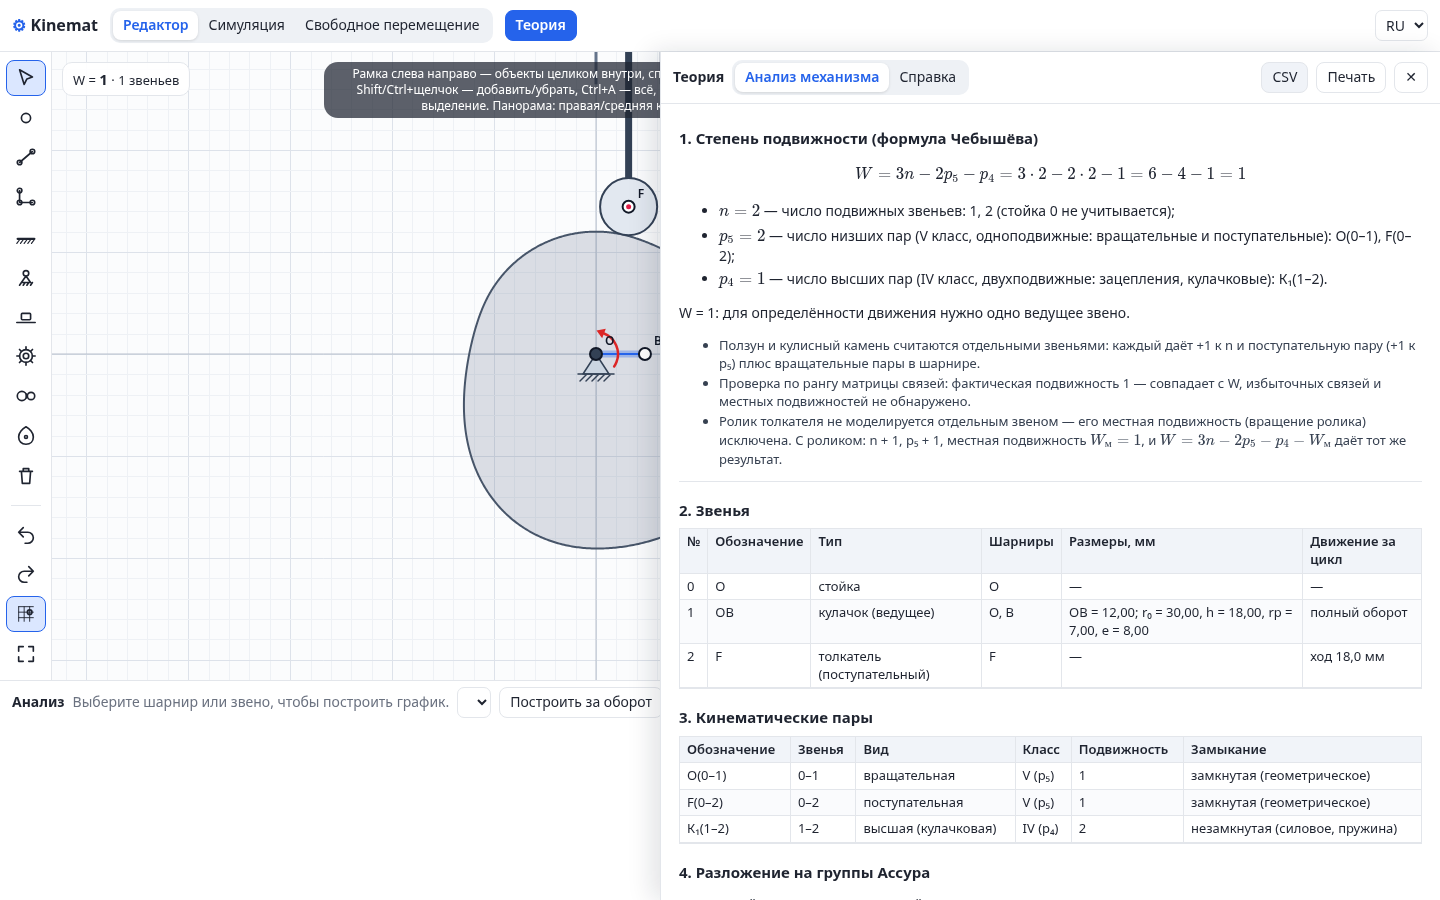 Kinemat
Редактор
Симуляция
Свободное перемещение
Теория
RU
W = 1 · 1 звеньев
Рамка слева направо — объекты целиком внутри, сп
Shift/Ctrl+щелчок — добавить/убрать, Ctrl+A — всё,
выделение. Панорама: правая/средняя к
F
O
B
Анализ
Выберите шарнир или звено, чтобы построить график.
Построить за оборот
Теория
Анализ механизма
Справка
CSV
Печать
✕
1. Степень подвижности (формула Чебышёва)
W = 3n − 2p₅ − p₄ = 3 · 2 − 2 · 2 − 1 = 6 − 4 − 1 = 1
• n = 2 — число подвижных звеньев: 1, 2 (стойка 0 не учитывается);
• p₅ = 2 — число низших пар (V класс, одноподвижные: вращательные и поступательные): O(0–1), F(0–
2);
• p₄ = 1 — число высших пар (IV класс, двухподвижные: зацепления, кулачковые): К₁(1–2).
W = 1: для определённости движения нужно одно ведущее звено.
• Ползун и кулисный камень считаются отдельными звеньями: каждый даёт +1 к n и поступательную пару (+1 к
p₅) плюс вращательные пары в шарнире.
• Проверка по рангу матрицы связей: фактическая подвижность 1 — совпадает с W, избыточных связей и
местных подвижностей не обнаружено.
• Ролик толкателя не моделируется отдельным звеном — его местная подвижность (вращение ролика)
исключена. С роликом: n + 1, p₅ + 1, местная подвижность Wм = 1, и W = 3n − 2p₅ − p₄ − Wм даёт тот же
результат.
2. Звенья
№ Обозначение Тип Шарниры Размеры, мм Движение за
цикл
0 O стойка O — —
1 OB кулачок (ведущее) O, B OB = 12,00; r₀ = 30,00, h = 18,00, rp = полный оборот
7,00, e = 8,00
2 F толкатель F — ход 18,0 мм
(поступательный)
3. Кинематические пары
Обозначение Звенья Вид Класс Подвижность Замыкание
O(0–1) 0–1 вращательная V (p₅) 1 замкнутая (геометрическое)
F(0–2) 0–2 поступательная V (p₅) 1 замкнутая (геометрическое)
К₁(1–2) 1–2 высшая (кулачковая) IV (p₄) 2 незамкнутая (силовое, пружина)
4. Разложение на группы Ассура